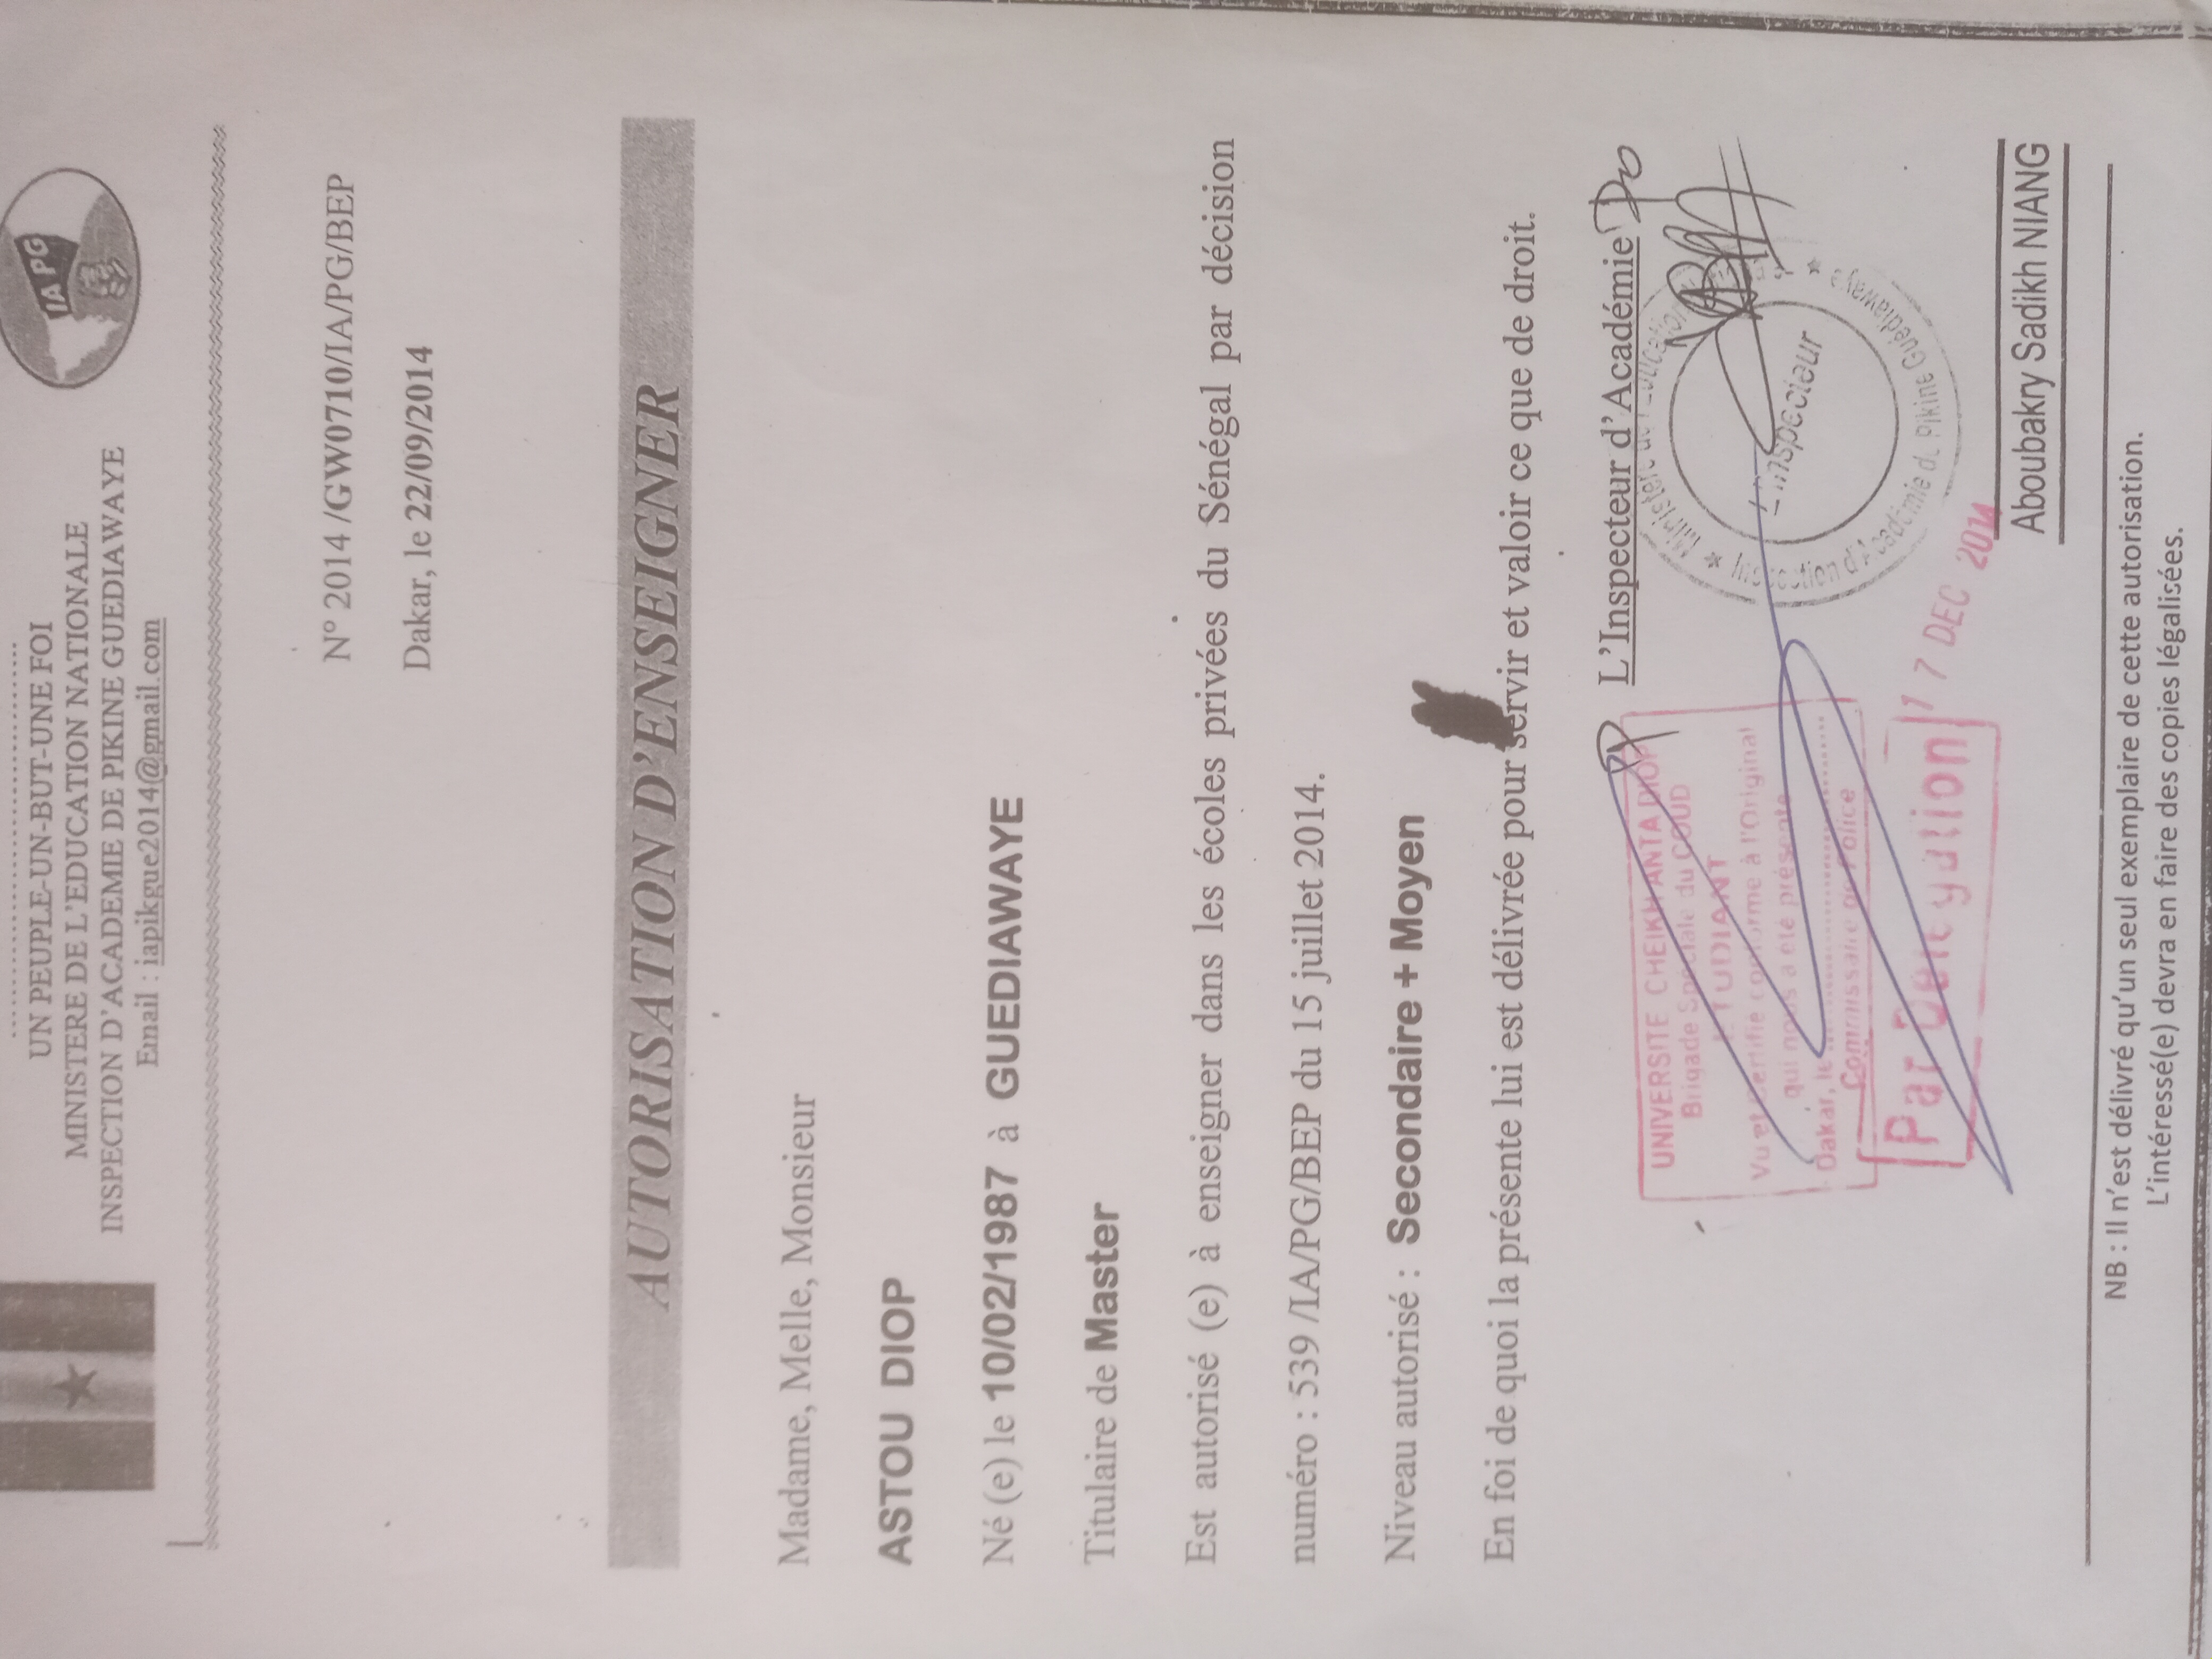 UN PEUPLE-UN-BUT-UNE FOI
MINISTERE DE L'EDUCATION NATIONALE
INSPECTION D'ACADEMIE DE PIKINE GUEDIAWAYE
Email : iapikgue2014@gmail.com
IA PG
N° 2014 /GW0710/IA/PG/BEP
Dakar, le 22/09/2014
AUTORISATION D'ENSEIGNER
Madame, Melle, Monsieur
ASTOU DIOP
Né (e) le 10/02/1987 à GUEDIAWAYE
Titulaire de Master
Est autorisé (e) à enseigner dans les écoles privées du Sénégal par décision
numéro : 539 /IA/PG/BEP du 15 juillet 2014.
Niveau autorisé : Secondaire + Moyen
En foi de quoi la présente lui est délivrée pour servir et valoir ce que de droit.
L'Inspecteur d'Académie
UNIVERSITE CHEIKH ANTA DIOP
Brigade Spéciale du COUD
ETUDIANT
Vu et Certifié conforme à l'Original
qui nous a été présenté
Dakar, le
Commissaire de Police
Par Délégation
17 DEC 2014
Ministère de l'Education
L'Inspecteur
Inspection d'Académie de Pikine Guédiawaye
Aboubakry Sadikh NIANG
NB : Il n'est délivré qu'un seul exemplaire de cette autorisation.
L'intéressé(e) devra en faire des copies légalisées.